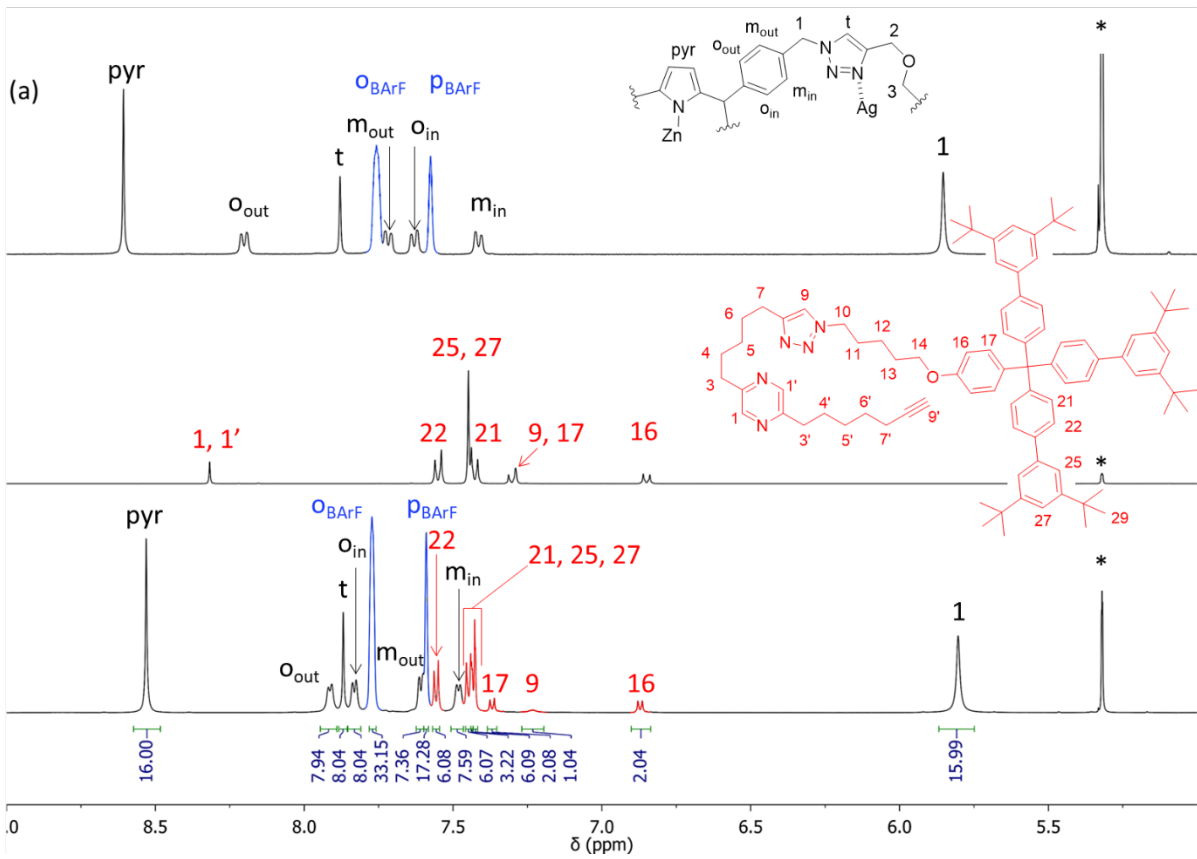 (a)
pyr
o_out
t
o_BArF
m_out
o_in
p_BArF
m_in
1
*
pyr
o_out
m_out
o_in
m_in
1
t
2
N
N
N
N
Zn
Ag
O
3
1, 1'
22
25, 27
21
9, 17
16
*
7
9
6
5
4
3
N
N
N
10
11
12
13
14
O
16
17
N
N
1
1'
3'
4'
5'
6'
7'
9'
21
22
25
27
29
pyr
o_out
t
o_in
o_BArF
m_out
p_BArF
22
m_in
21, 25, 27
17
9
16
1
*
16.00
7.94
8.04
8.04
33.15
7.36
17.28
6.08
7.59
6.07
3.22
6.09
2.08
1.04
2.04
15.99
.0
8.5
8.0
7.5
7.0
6.5
6.0
5.5
δ (ppm)